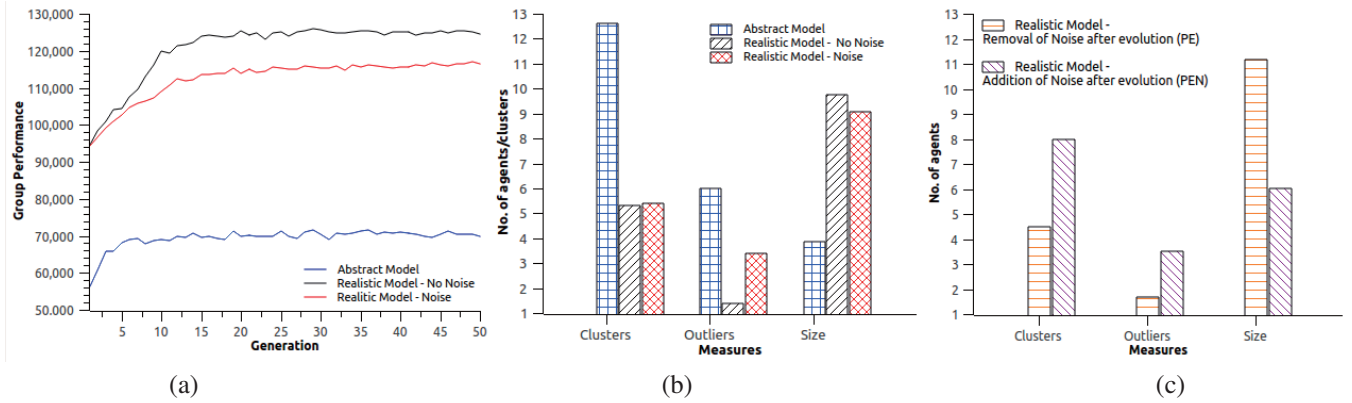 130,000
120,000
110,000
100,000
90,000
80,000
70,000
60,000
50,000
Group Performance
Abstract Model
Realistic Model - No Noise
Realitic Model - Noise
5 10 15 20 25 30 35 40 45 50
Generation
(a)
13
12
11
10
9
8
7
6
5
4
3
2
1
No. of agents/clusters
Abstract Model
Realistic Model - No Noise
Realistic Model - Noise
Clusters Outliers Size
Measures
(b)
13
12
11
10
9
8
7
6
5
4
3
2
1
No. of agents
Realistic Model -
Removal of Noise after evolution (PE)
Realistic Model -
Addition of Noise after evolution (PEN)
Clusters Outliers Size
Measures
(c)